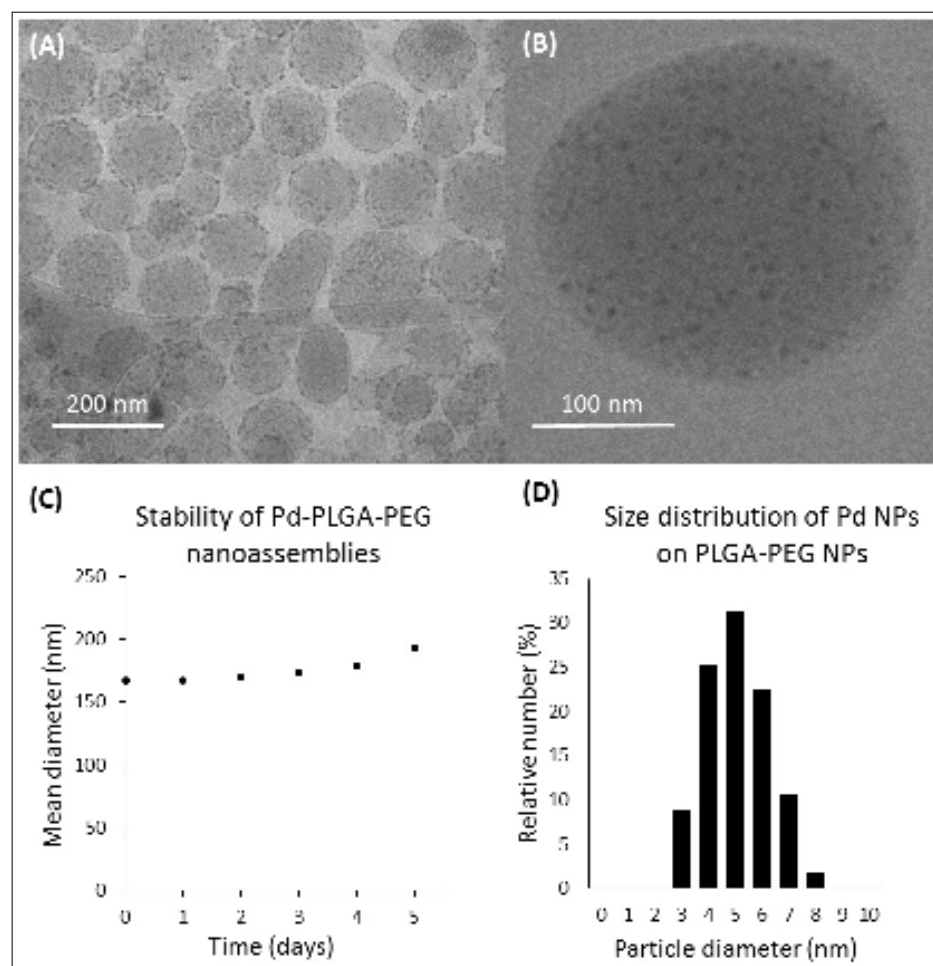 (A)
(B)
200 nm
100 nm
(C)
Stability of Pd-PLGA-PEG
nanoassemblies
250
200
150
100
50
0
0 1 2 3 4 5
Mean diameter (nm)
Time (days)
(D)
Size distribution of Pd NPs
on PLGA-PEG NPs
35
30
25
20
15
10
5
0
0 1 2 3 4 5 6 7 8 9 10
Relative number (%)
Particle diameter (nm)